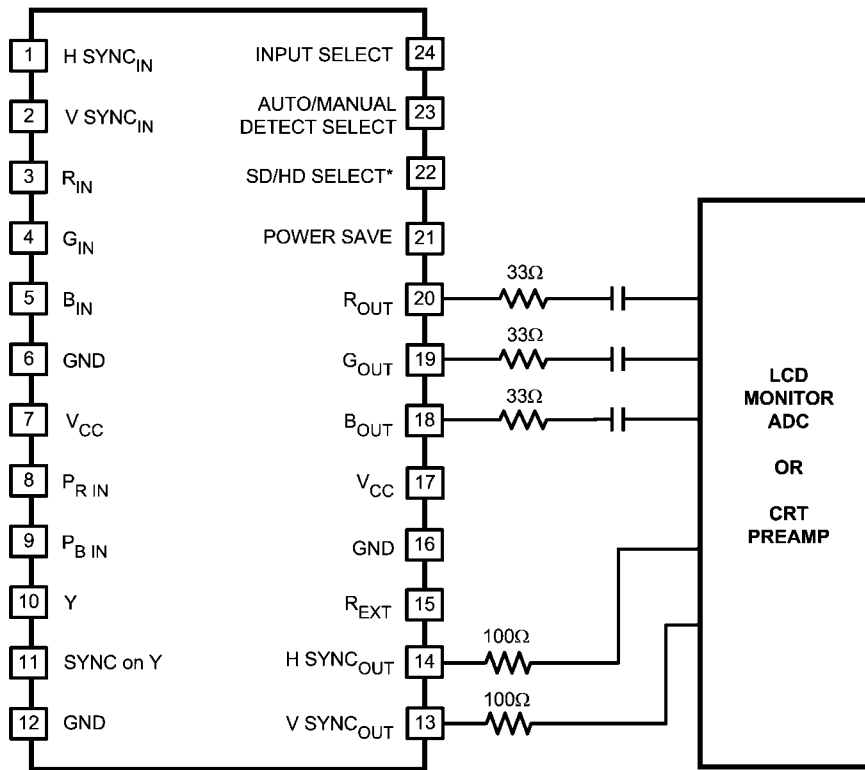 1 H SYNC_IN
INPUT SELECT 24
2 V SYNC_IN
AUTO/MANUAL
DETECT SELECT 23
3 R_IN
SD/HD SELECT* 22
4 G_IN
POWER SAVE 21
5 B_IN
R_OUT 20 33Ω
6 GND
G_OUT 19 33Ω
7 V_CC
B_OUT 18 33Ω
8 P_R IN
V_CC 17
9 P_B IN
GND 16
10 Y
R_EXT 15
11 SYNC on Y
H SYNC_OUT 14 100Ω
12 GND
V SYNC_OUT 13 100Ω
LCD
MONITOR
ADC
OR
CRT
PREAMP